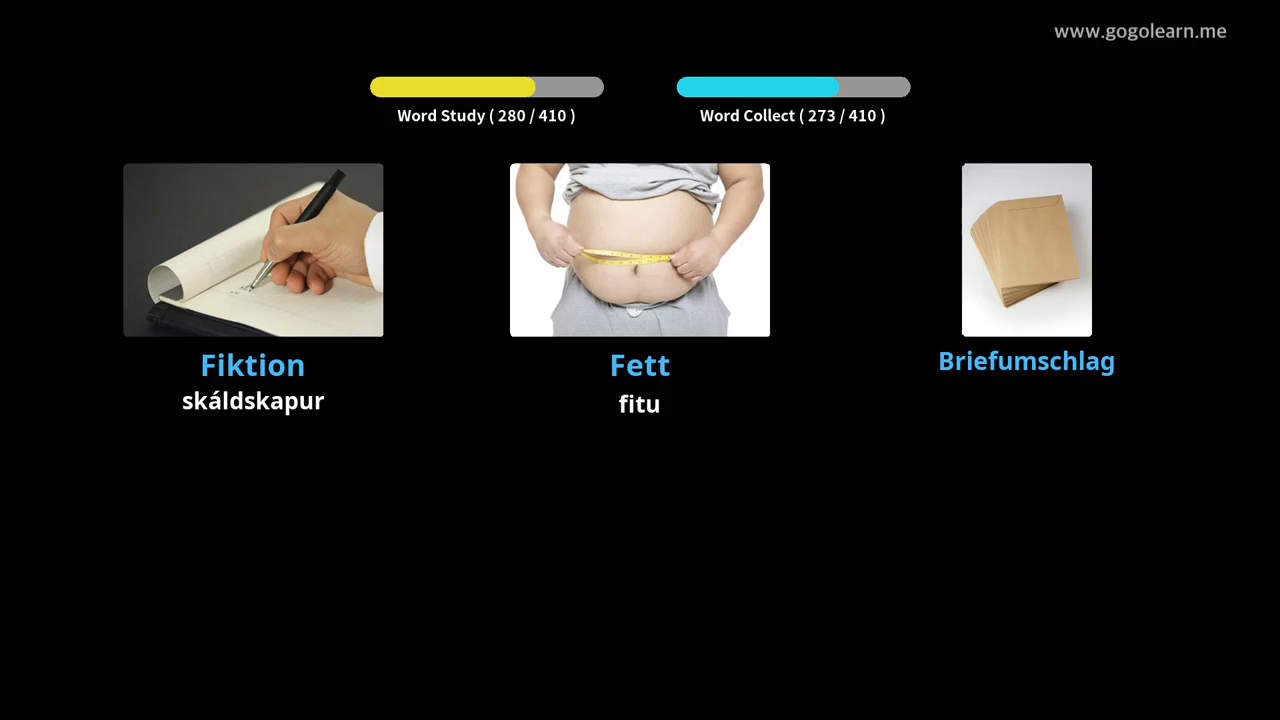 www.gogolearn.me
Word Study ( 280 / 410 )
Word Collect ( 273 / 410 )
Fiktion
skáldskapur
Fett
fitu
Briefumschlag